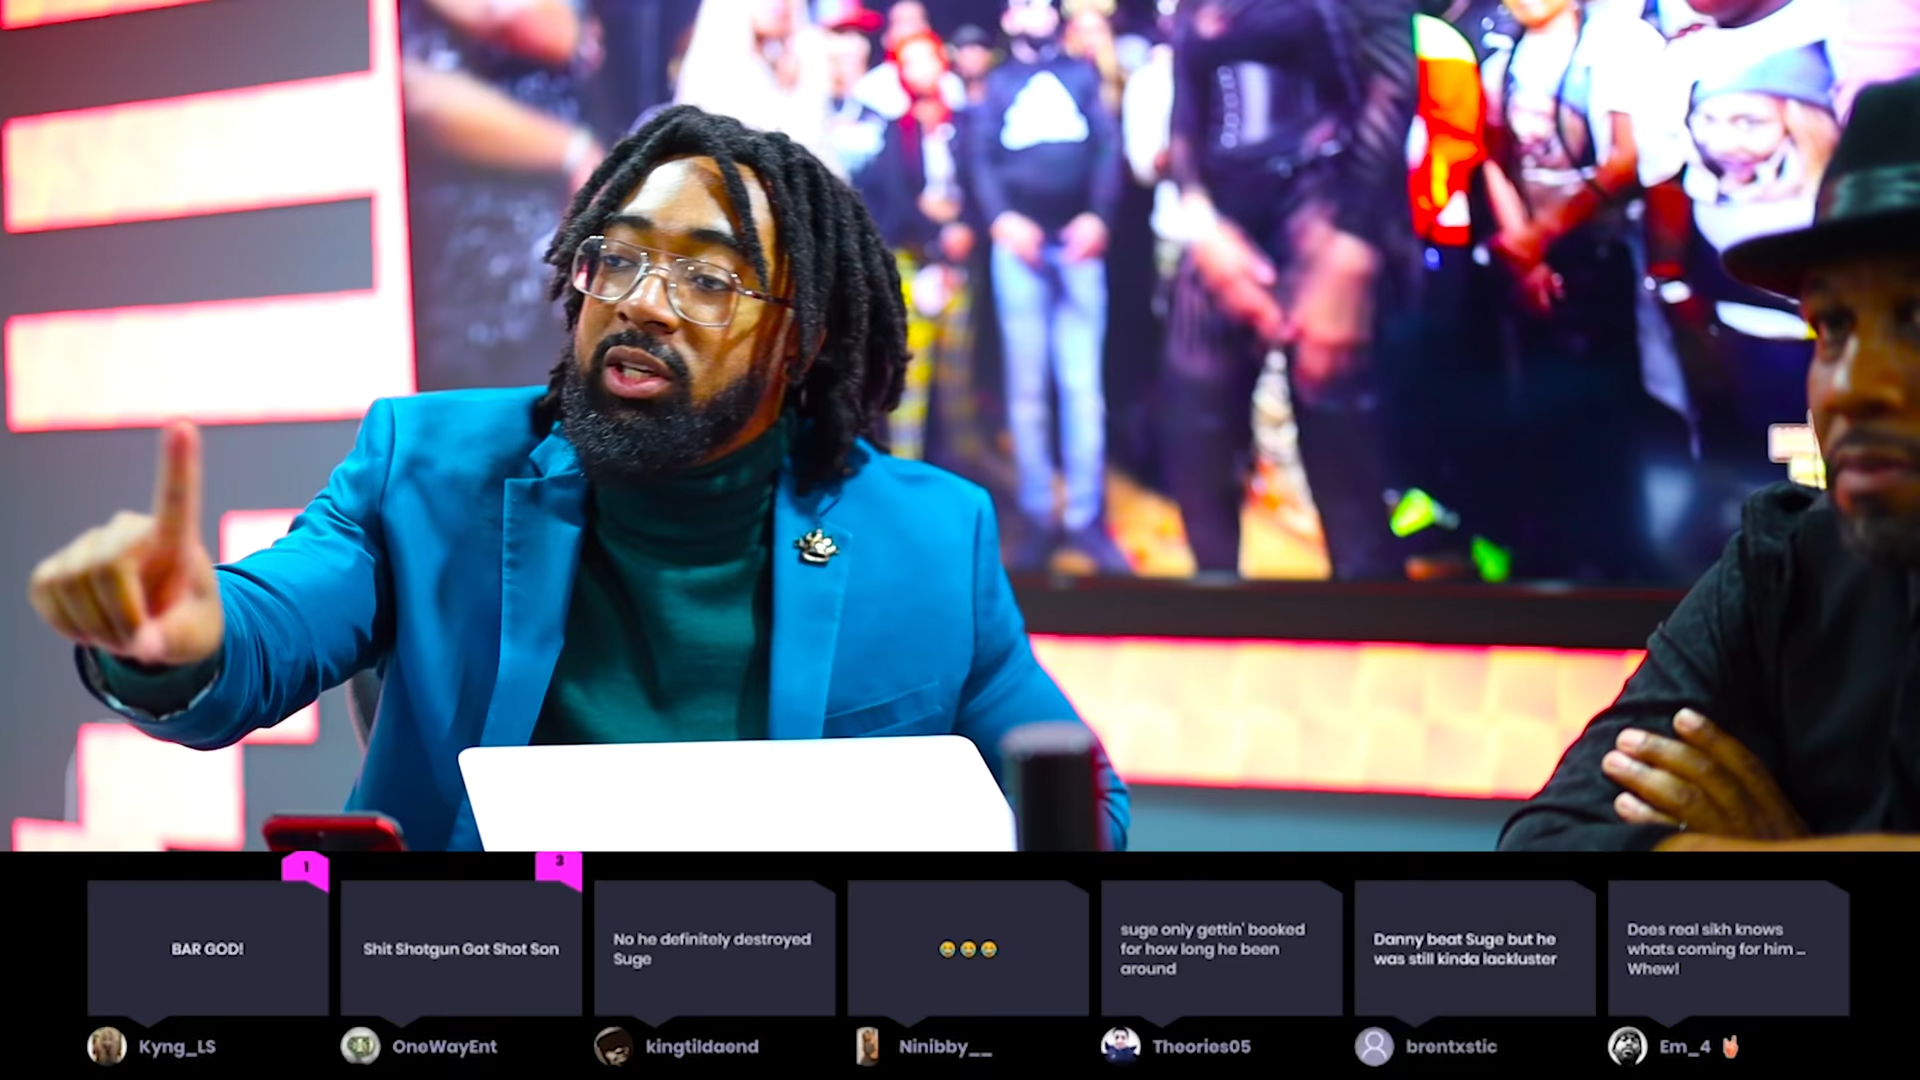 1
3
BAR GOD!
Shit Shotgun Got Shot Son
No he definitely destroyed
Suge
😂😂😂
suge only gettin' booked
for how long he been
around
Danny beat Suge but he
was still kinda lackluster
Does real sikh knows
whats coming for him ...
Whew!
Kyng_LS
OneWayEnt
kingtildaend
Ninibby__
Theories05
brentxstic
Em_4 🤘